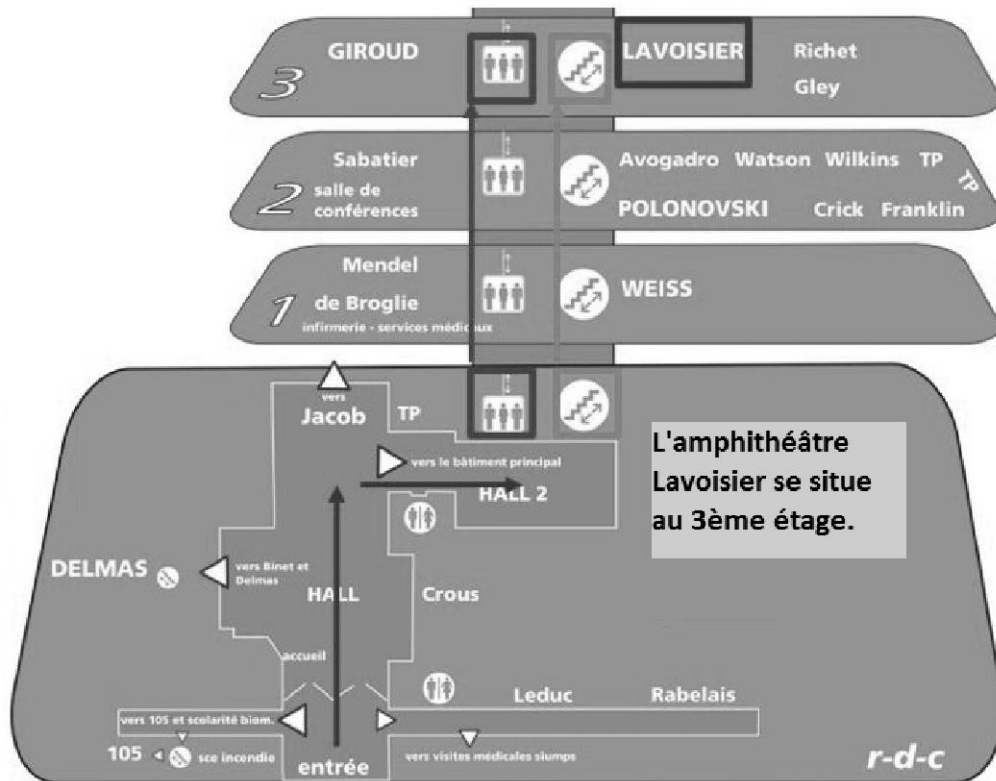 GIROUD
LAVOISIER
Richet
Gley
3
Sabatier
salle de
conférences
2
Avogadro Watson Wilkins TP
TP
POLONOVSKI Crick Franklin
Mendel
de Broglie
infirmerie - services médicaux
1
WEISS
vers
Jacob
TP
vers le bâtiment principal
HALL 2
L'amphithéâtre
Lavoisier se situe
au 3ème étage.
DELMAS
vers Binet et
Delmas
HALL
Crous
accueil
Leduc Rabelais
vers 105 et scolarité biom.
105
sce incendie
entrée
vers visites médicales siumps
r-d-c